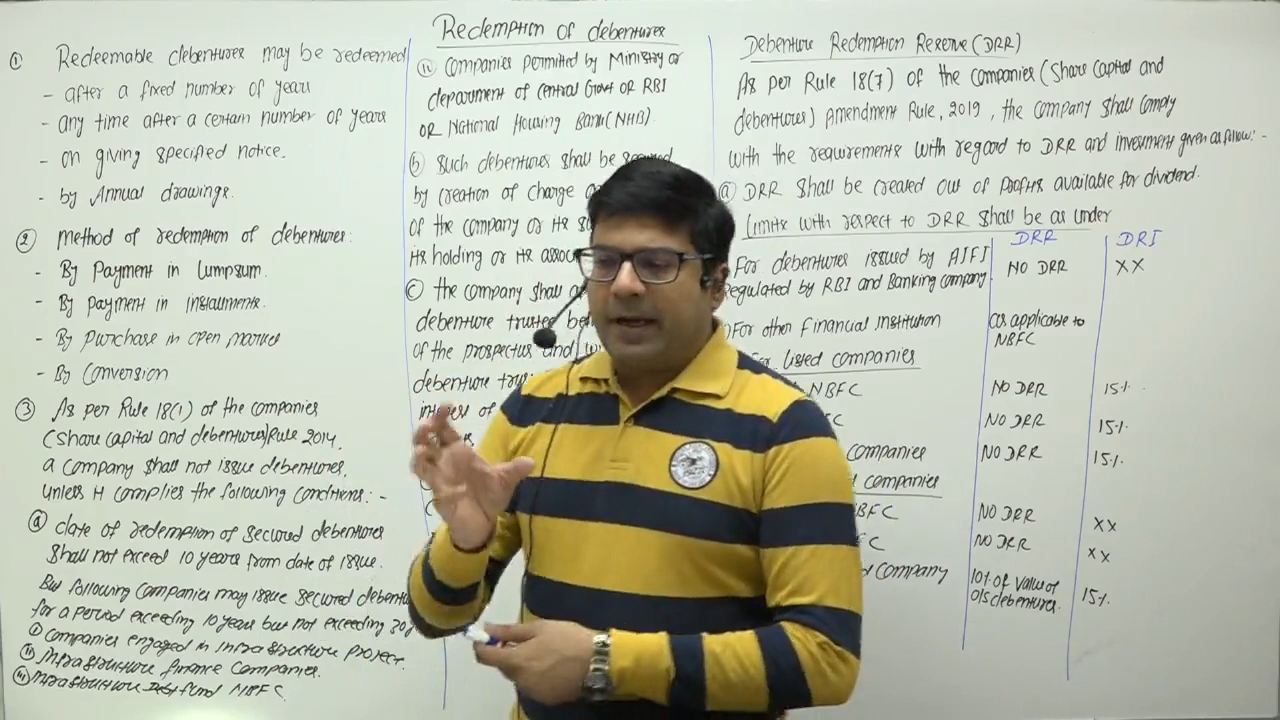 Redemption of debentures
① Redeemable debentures may be redeemed
- after a fixed number of years
- any time after a certain number of years
- on giving specified notice.
- by Annual drawings.
② Method of redemption of debentures:
- By Payment in Lumpsum.
- By payment in installments.
- By Purchase in open market
- By Conversion
③ As per Rule 18(1) of the companies
(share capital and debentures) Rule 2014.
a company shall not issue debentures.
unless it complies the following conditions: -
ⓐ date of redemption of secured debentures
shall not exceed 10 years from date of issue.
But following companies may issue secured
for a period exceeding 10 years but not exceeding 30
ⓘ companies engaged in infrastructure project.
ii) infrastructure finance companies.
iii) infrastructure Debt fund NBFC.
iv) companies permitted by Ministry or
department of central Govt OR RBI
OR National Housing Bank (NHB)
ⓑ such debentures shall be secured
by creation of charge
of the company or its
its holding or its
ⓒ the company shall
debenture trustee
of the prospectus and
debenture
interest of
Debenture Redemption Reserve (DRR)
As per Rule 18(7) of the companies (share capital and
debentures) Amendment Rule, 2019, the company shall comply
with the requirements with regard to DRR and investment given as follow: -
ⓐ DRR shall be created out of profits available for dividend.
Limits with respect to DRR shall be as under
DRR DRI
For debentures issued by AIFI NO DRR XX
regulated by RBI and Banking company.
For other Financial institution as applicable to
NBFC
Listed companies
NBFC NO DRR 15%
NO DRR 15%
companies NO DRR 15%
companies
NO DRR XX
NO DRR XX
company 10% of value of
o/s debentures. 15%